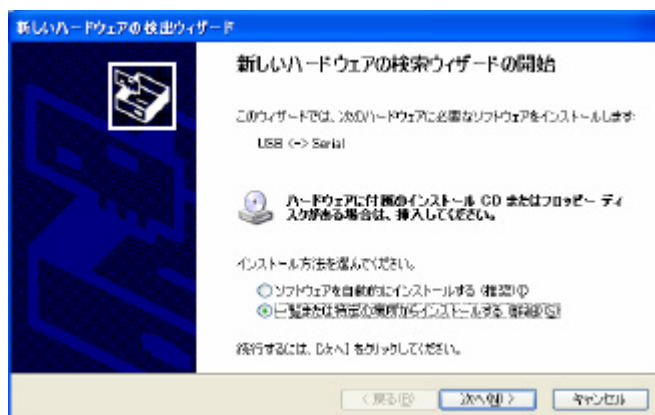 新しいハードウェアの検出ウィザード
新しいハードウェアの検索ウィザードの開始
このウィザードでは、次のハードウェアに必要なソフトウェアをインストールします:
USB <-> Serial
ハードウェアに付属のインストール CD またはフロッピー ディ
スクがある場合は、挿入してください。
インストール方法を選んでください。
ソフトウェアを自動的にインストールする (推奨)(I)
一覧または特定の場所からインストールする (詳細)(S)
続行するには、[次へ] をクリックしてください。
< 戻る(B)
次へ(N) >
キャンセル